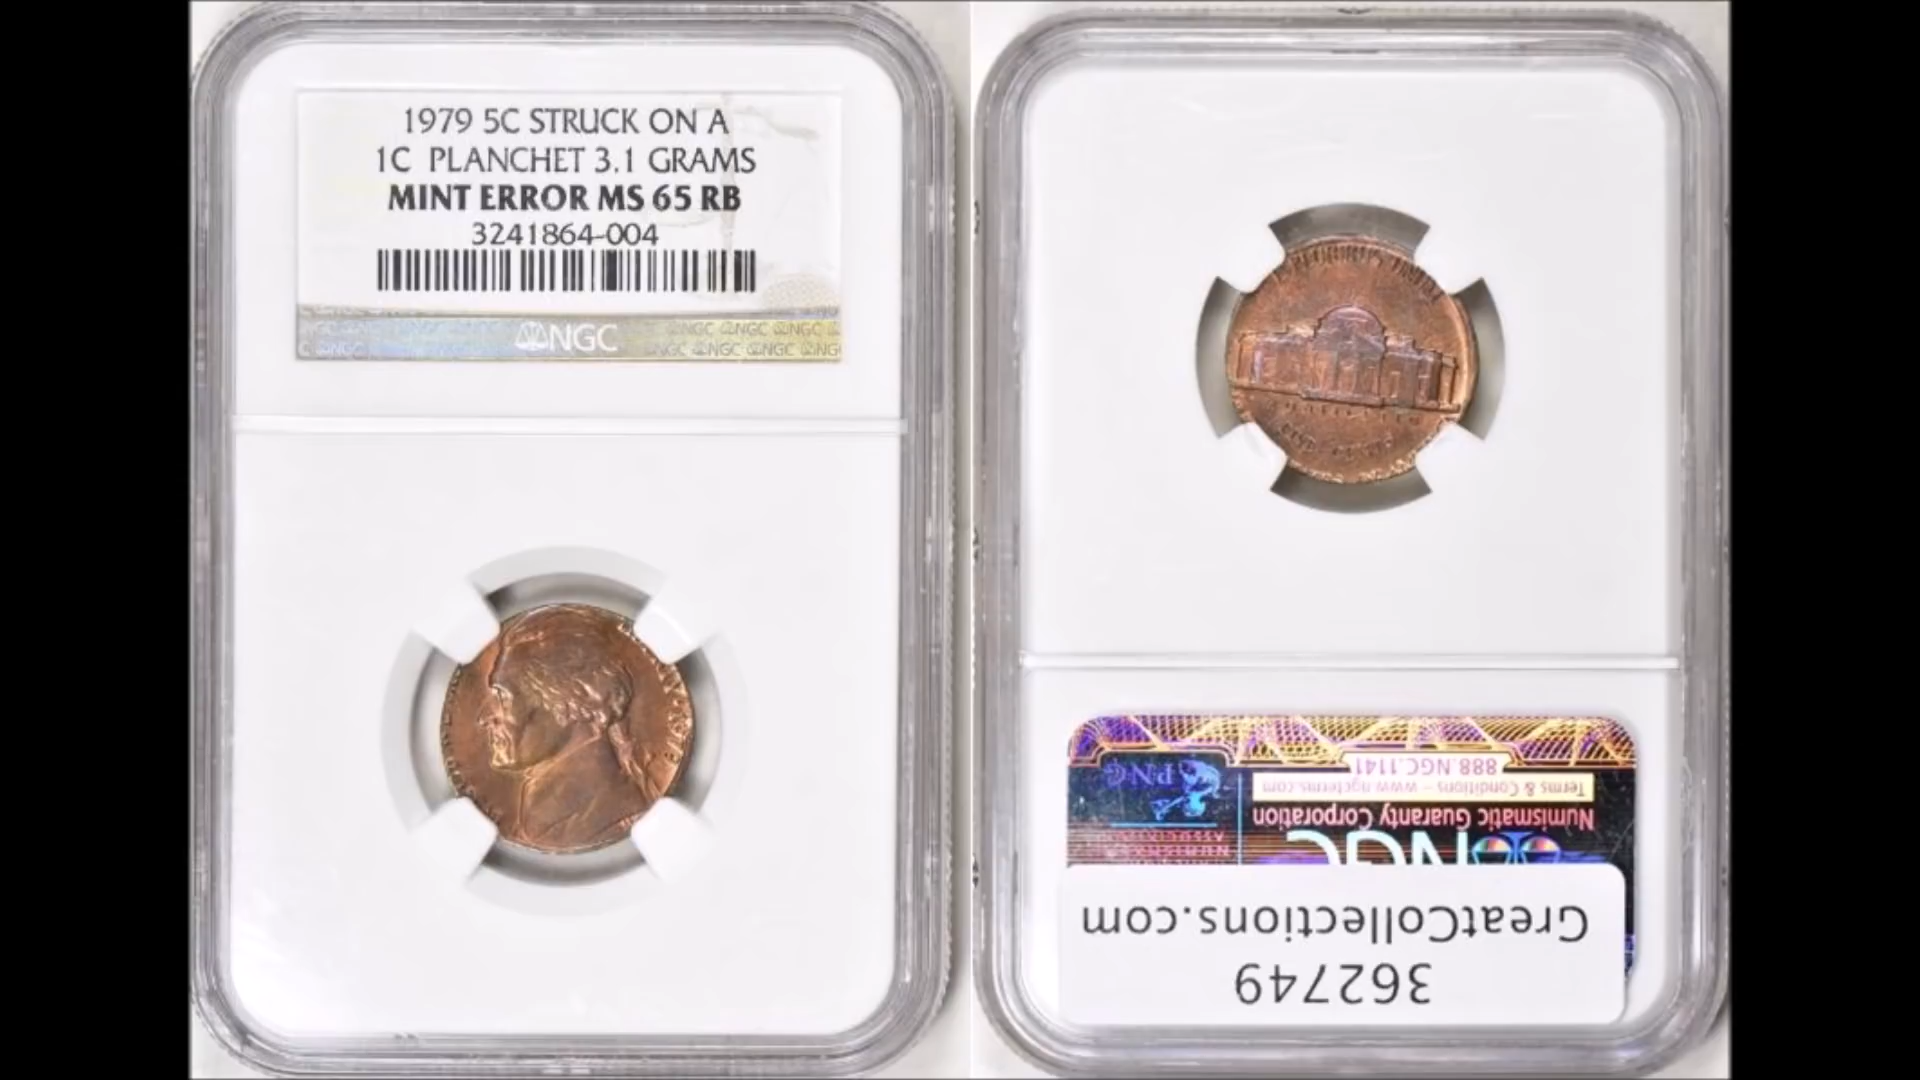 1979 5C STRUCK ON A
1C PLANCHET 3.1 GRAMS
MINT ERROR MS 65 RB
3241864-004
NGC
888.NGC.1141
Terms & Conditions – www.ngcterms.com
Numismatic Guaranty Corporation
NGC
PNG
GreatCollections.com
362749